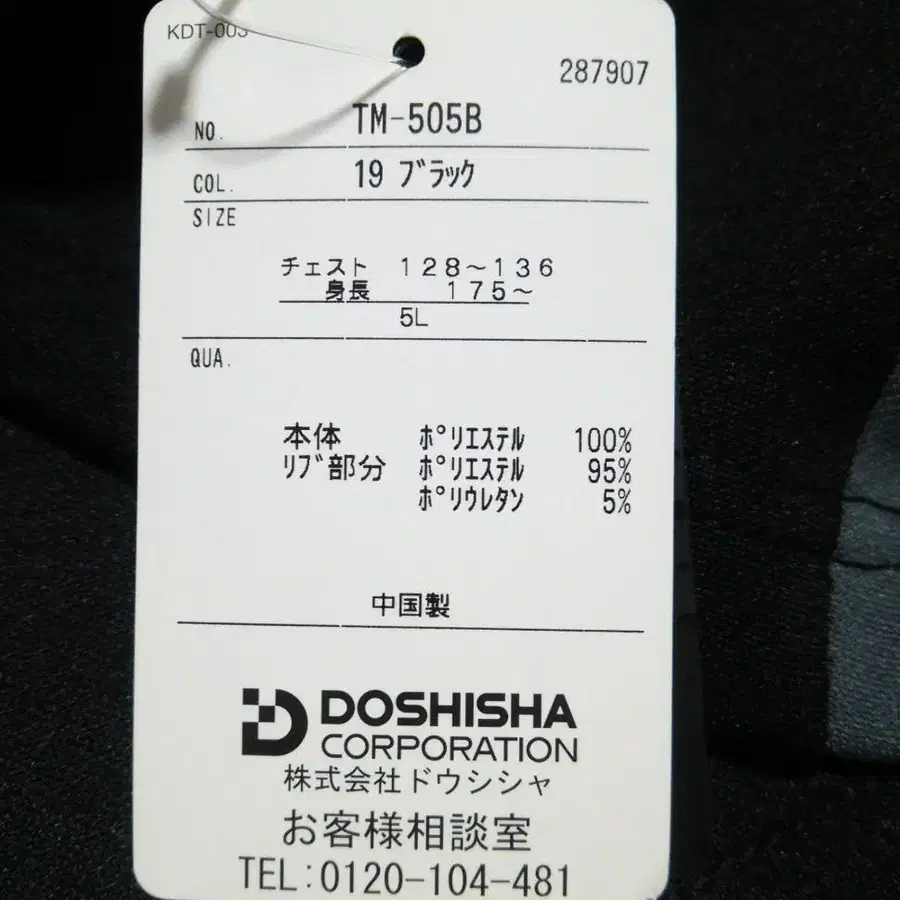 KDT-003
287907
NO. TM-505B
COL. 19 ﾌﾞﾗｯｸ
SIZE
チェスト 128～136
身長 175～
5L
QUA.
本体 ﾎﾟﾘｴｽﾃﾙ 100%
ﾘﾌﾞ部分 ﾎﾟﾘｴｽﾃﾙ 95%
ﾎﾟﾘｳﾚﾀﾝ 5%
中国製
DOSHISHA
CORPORATION
株式会社ドウシシャ
お客様相談室
TEL:0120-104-481